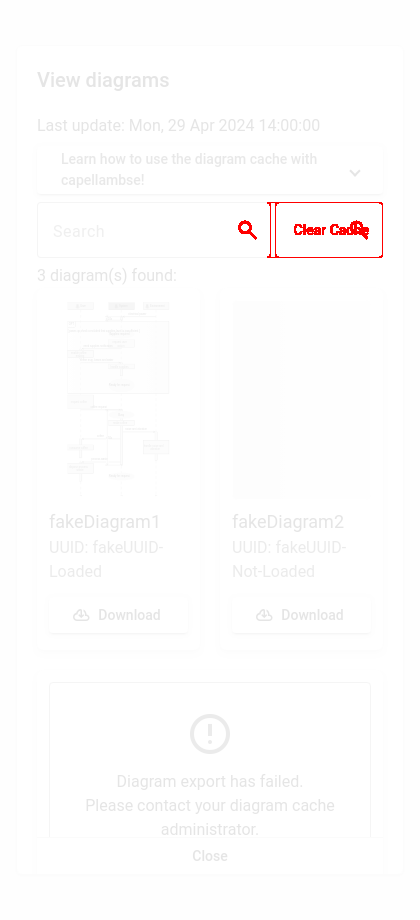 View diagrams
Last update: Mon, 29 Apr 2024 14:00:00
Learn how to use the diagram cache with
capellambse!
Search
Clear Cache
3 diagram(s) found:
fakeDiagram1
fakeDiagram2
UUID: fakeUUID-
Loaded
UUID: fakeUUID-
Not-Loaded
Download
Download
Diagram export has failed.
Please contact your diagram cache
administrator.
Close